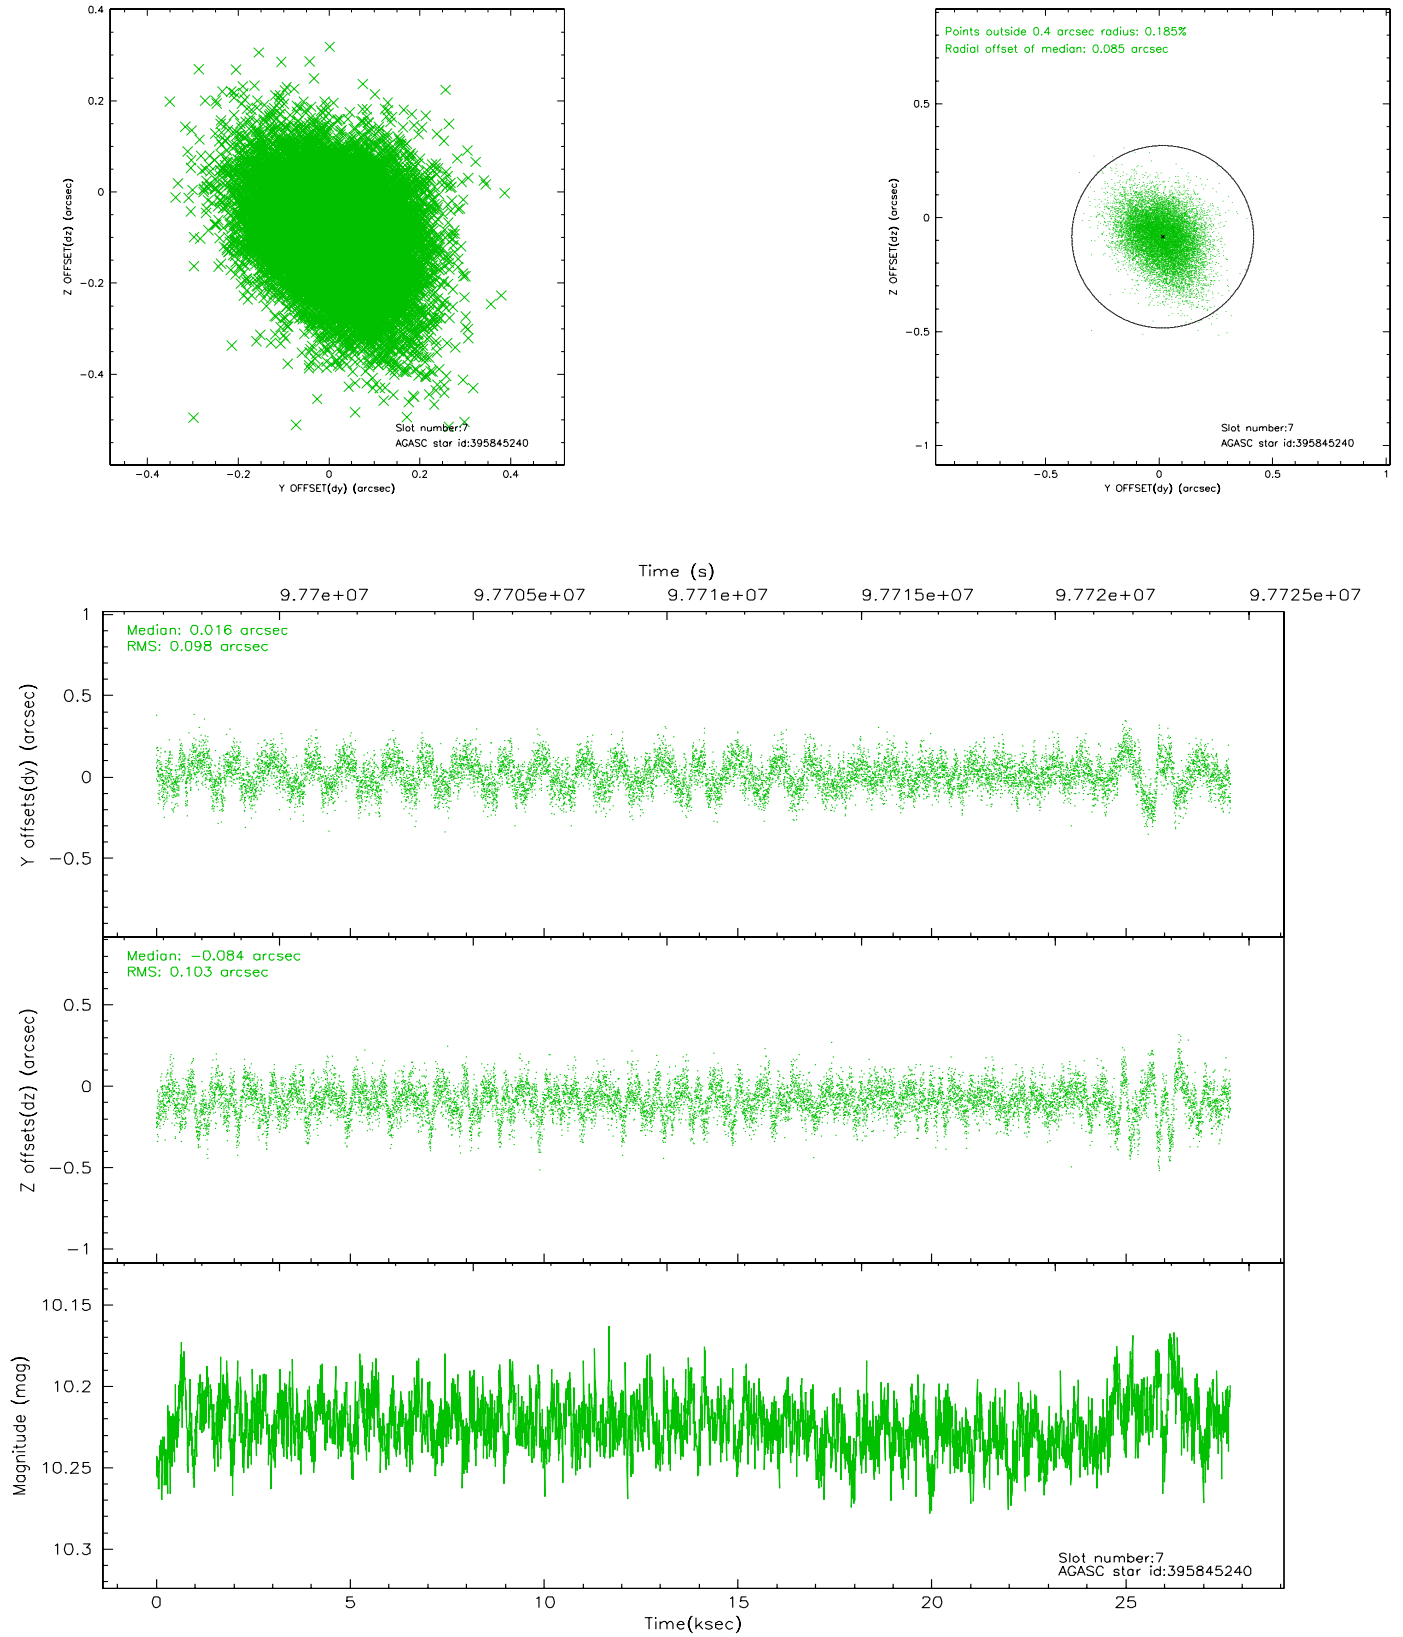 0.4
0.2
0
−0.2
−0.4
Z OFFSET(dz) (arcsec)
−0.4 −0.2 0 0.2 0.4
Y OFFSET(dy) (arcsec)
Slot number:7
AGASC star id:395845240
Points outside 0.4 arcsec radius: 0.185%
Radial offset of median: 0.085 arcsec
0.5
0
−0.5
−1
Z OFFSET(dz) (arcsec)
−0.5 0 0.5 1
Y OFFSET(dy) (arcsec)
Slot number:7
AGASC star id:395845240
Time (s)
9.77e+07 9.7705e+07 9.771e+07 9.7715e+07 9.772e+07 9.7725e+07
Median: 0.016 arcsec
RMS: 0.098 arcsec
1
0.5
0
−0.5
Y offsets(dy) (arcsec)
Median: −0.084 arcsec
RMS: 0.103 arcsec
0.5
0
−0.5
−1
Z offsets(dz) (arcsec)
10.15
10.2
10.25
10.3
Magnitude (mag)
Slot number:7
AGASC star id:395845240
0 5 10 15 20 25
Time(ksec)